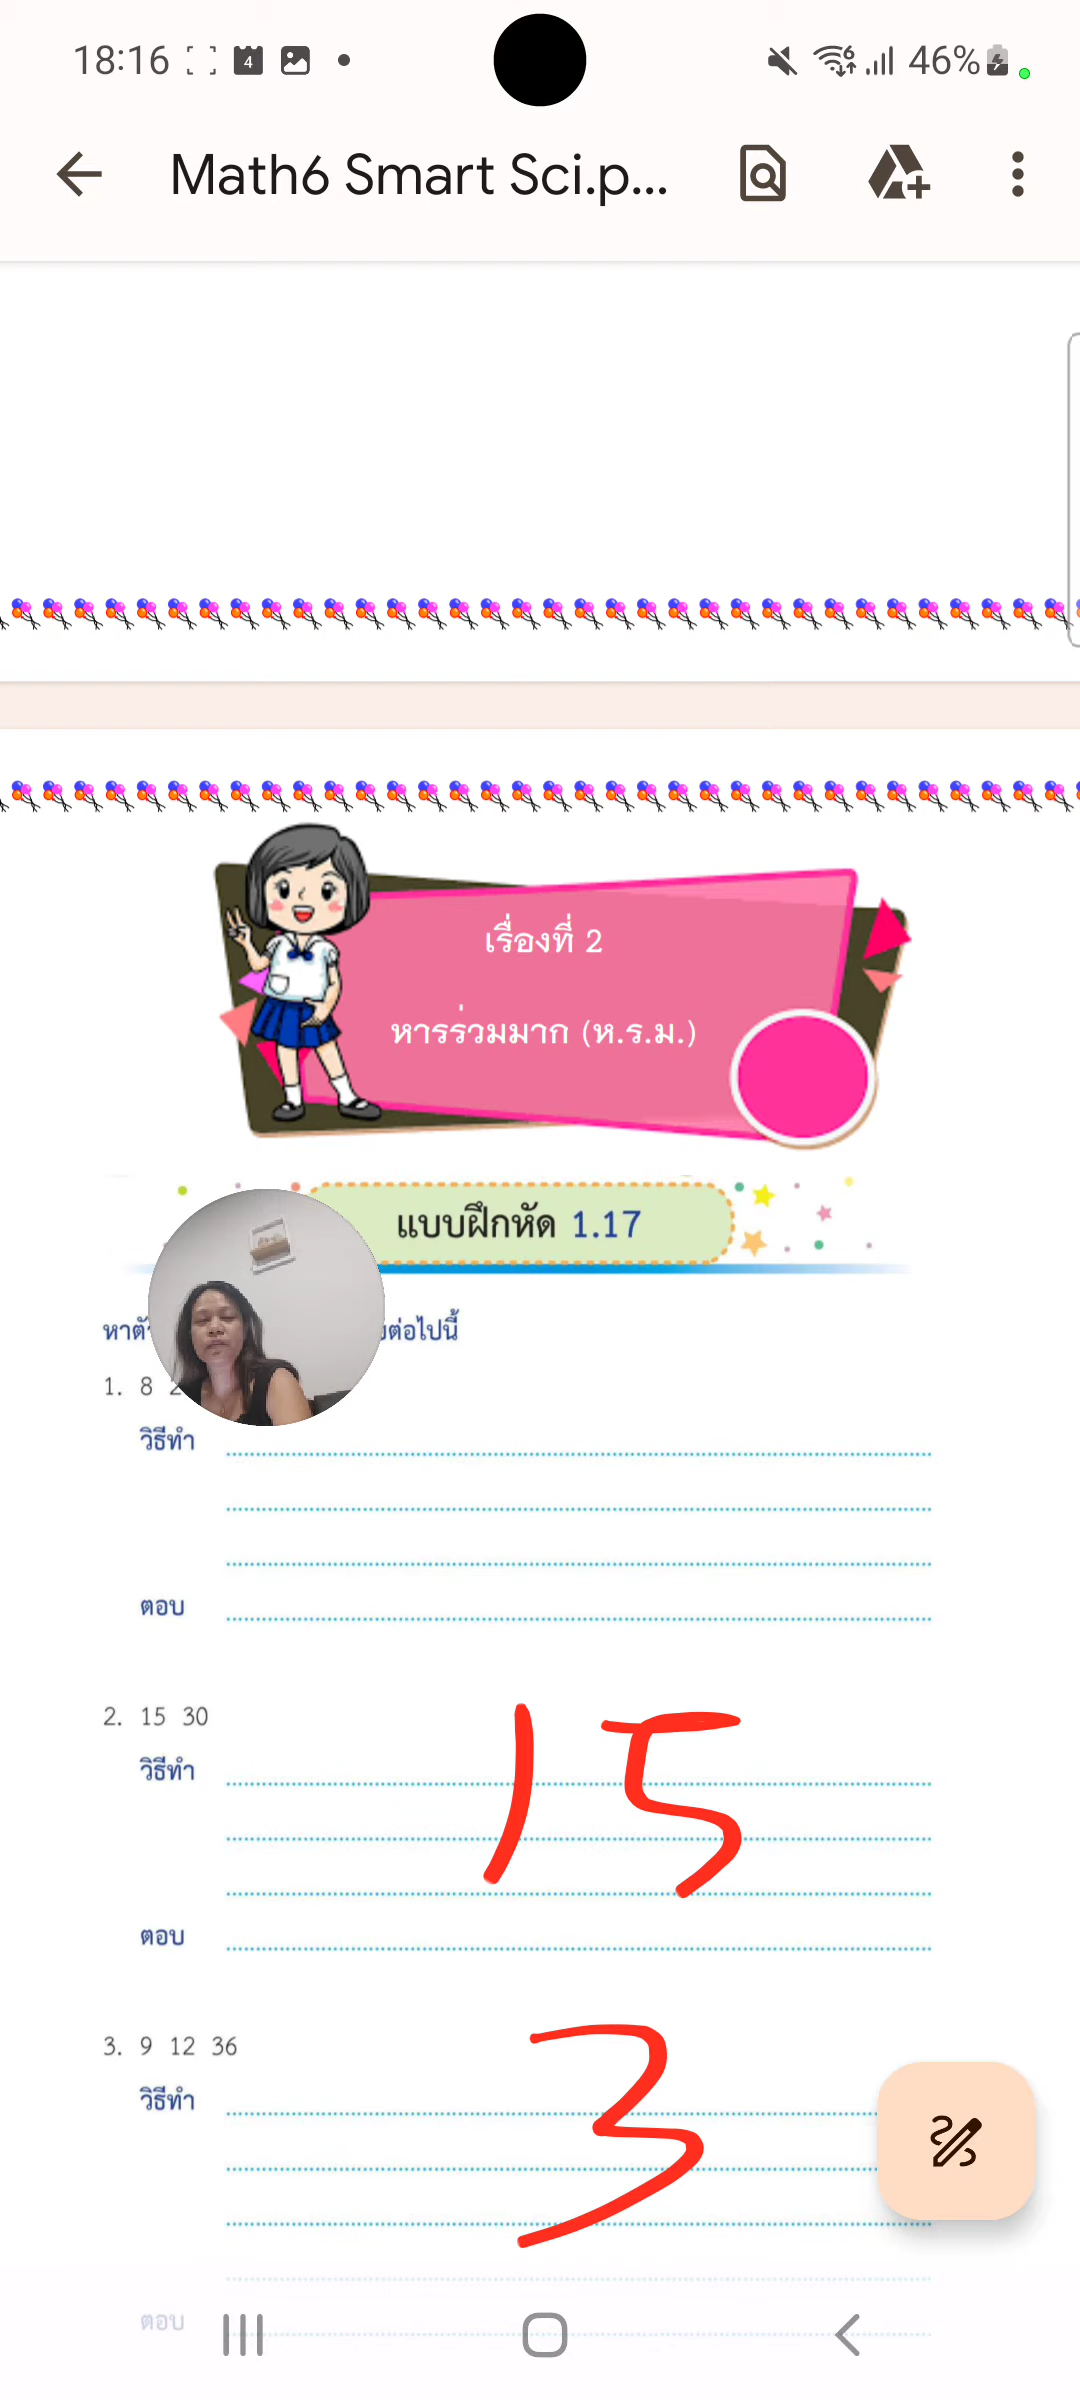 18:16
4
6
46%
Math6 Smart Sci.p...
เรื่องที่ 2
หารร่วมมาก (ห.ร.ม.)
แบบฝึกหัด 1.17
ต่อไปนี้
1. 8
วิธีทำ
ตอบ
2. 15 30
15
วิธีทำ
ตอบ
3. 9 12 36
3
วิธีทำ
ตอบ